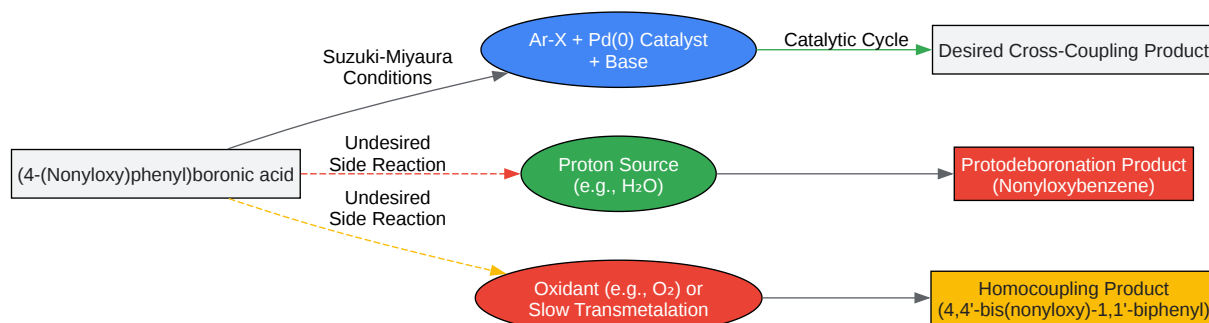 Suzuki-Miyaura
Conditions
Ar-X + Pd(0) Catalyst
+ Base
Catalytic Cycle
Desired Cross-Coupling Product
(4-(Nonyloxy)phenyl)boronic acid
Undesired
Side Reaction
Proton Source
(e.g., H₂O)
Protodeboronation Product
(Nonyloxybenzene)
Undesired
Side Reaction
Oxidant (e.g., O₂) or
Slow Transmetalation
Homocoupling Product
(4,4'-bis(nonyloxy)-1,1'-biphenyl)